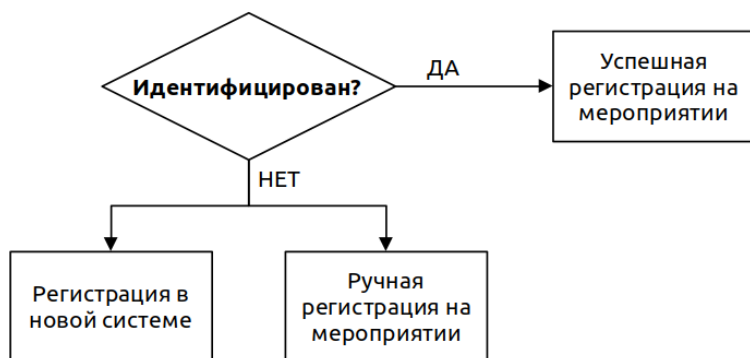 Идентифицирован?
ДА
Успешная
регистрация на
мероприятии
НЕТ
Регистрация в
новой системе
Ручная
регистрация на
мероприятии